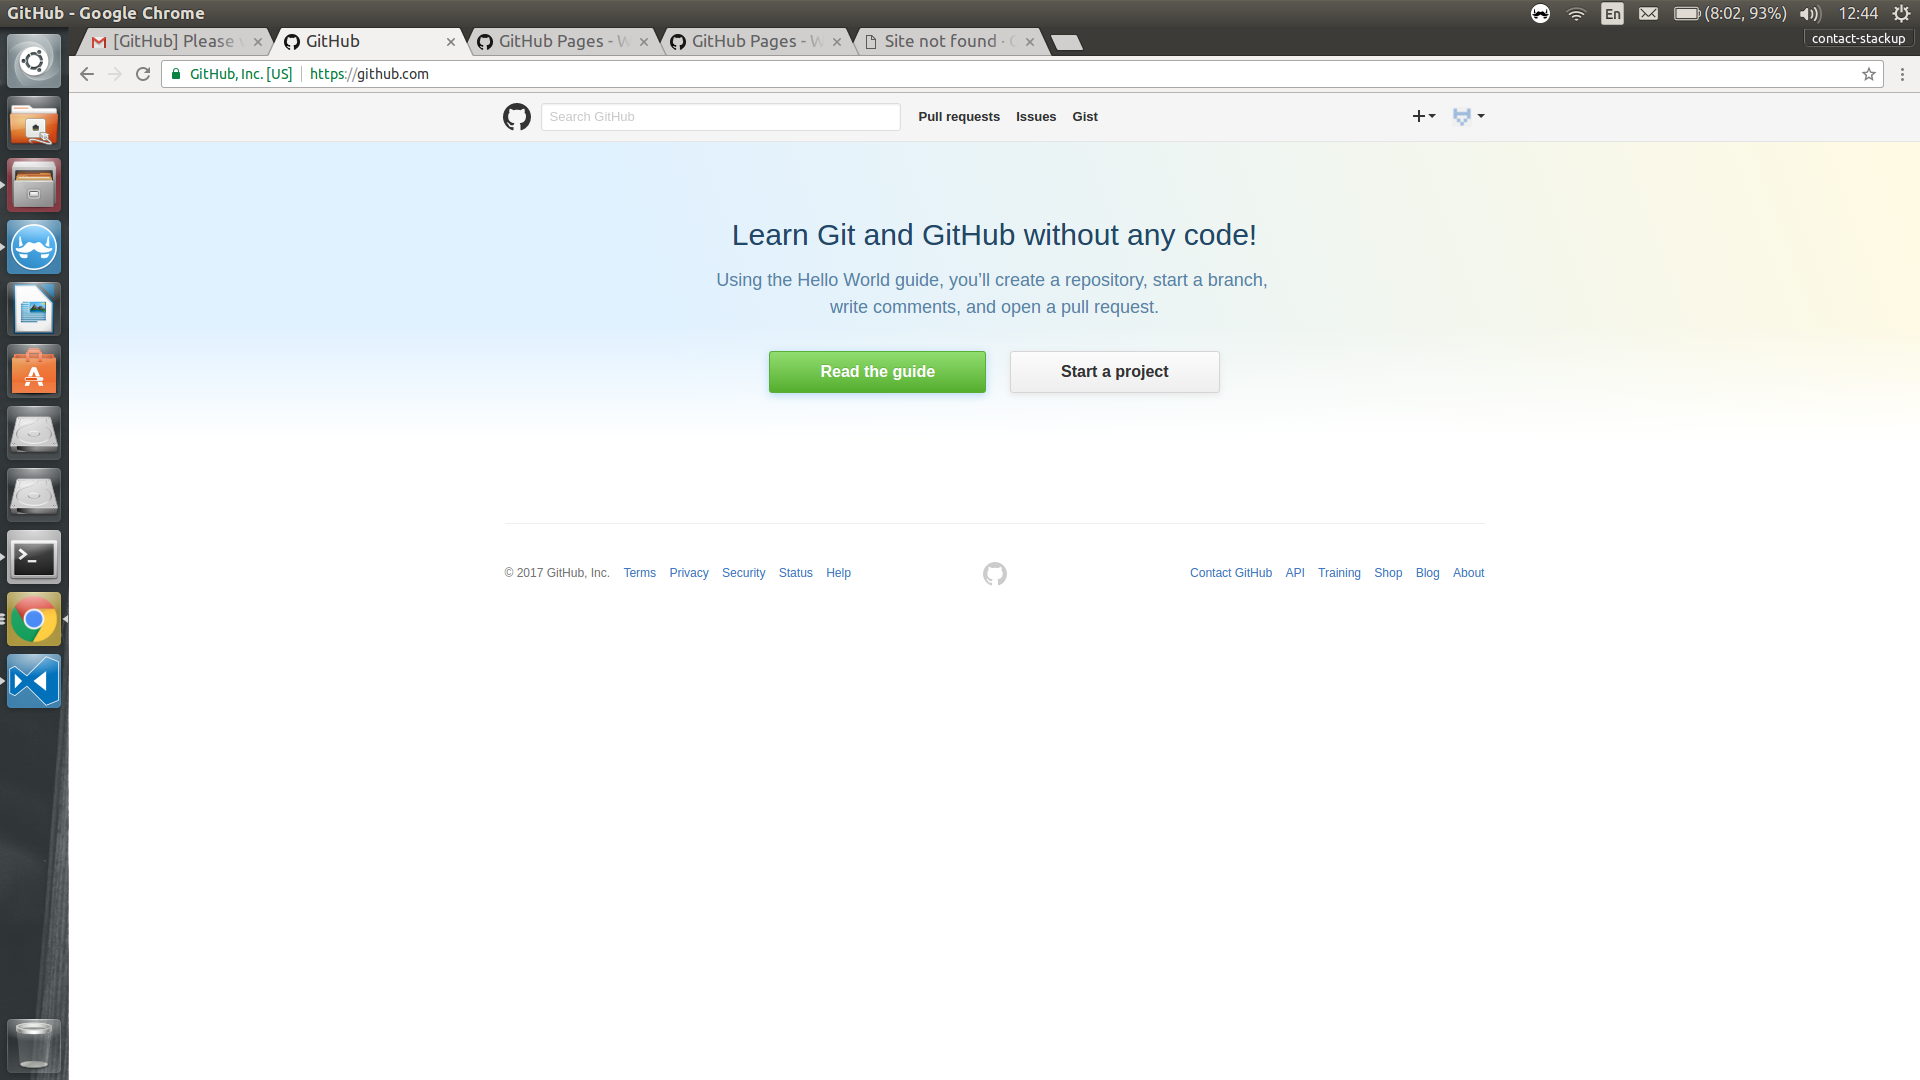 GitHub - Google Chrome
En
(8:02, 93%)
12:44
contact-stackup
[GitHub] Please
GitHub
GitHub Pages -
GitHub Pages -
Site not found ·
GitHub, Inc. [US]
https://github.com
Search GitHub
Pull requests
Issues
Gist
Learn Git and GitHub without any code!
Using the Hello World guide, you’ll create a repository, start a branch,
write comments, and open a pull request.
Read the guide
Start a project
© 2017 GitHub, Inc.
Terms
Privacy
Security
Status
Help
Contact GitHub
API
Training
Shop
Blog
About